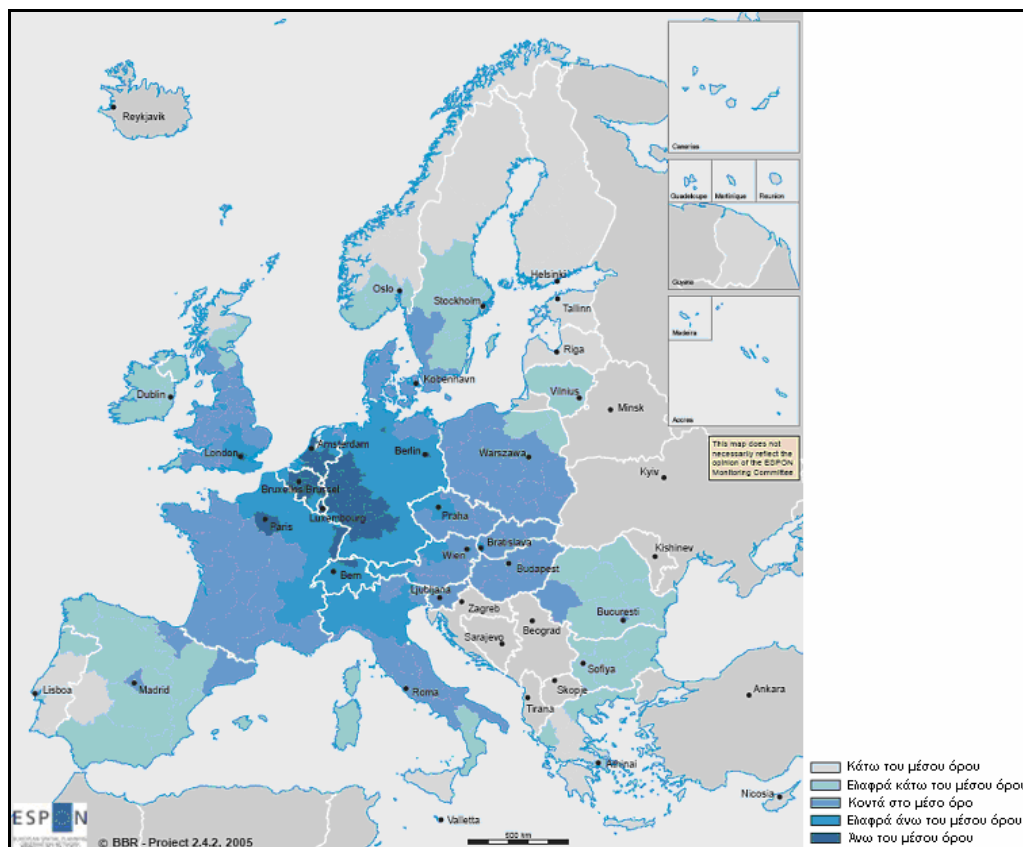 Reykjavik
Canarias
Guadeloupe
Martinique
Reunion
Guyane
Madeira
Acores
Oslo
Stockholm
Helsinki
Tallinn
Riga
Dublin
København
Vilnius
Minsk
London
Amsterdam
Berlin
Warszawa
This map does not
necessarily reflect the
opinion of the ESPON
Monitoring Committee
Kyiv
Luxembourg
Paris
Praha
Bern
Wien
Bratislava
Budapest
Kishinev
Ljubljana
Zagreb
Bucuresti
Beograd
Sarajevo
Sofiya
Lisboa
Madrid
Roma
Skopje
Tirana
Ankara
Athinai
Nicosia
Valletta
ESPON
© BBR - Project 2.4.2, 2005
500 km
Κάτω του μέσου όρου
Ελαφρά κάτω του μέσου όρου
Κοντά στο μέσο όρο
Ελαφρά άνω του μέσου όρου
Άνω του μέσου όρου